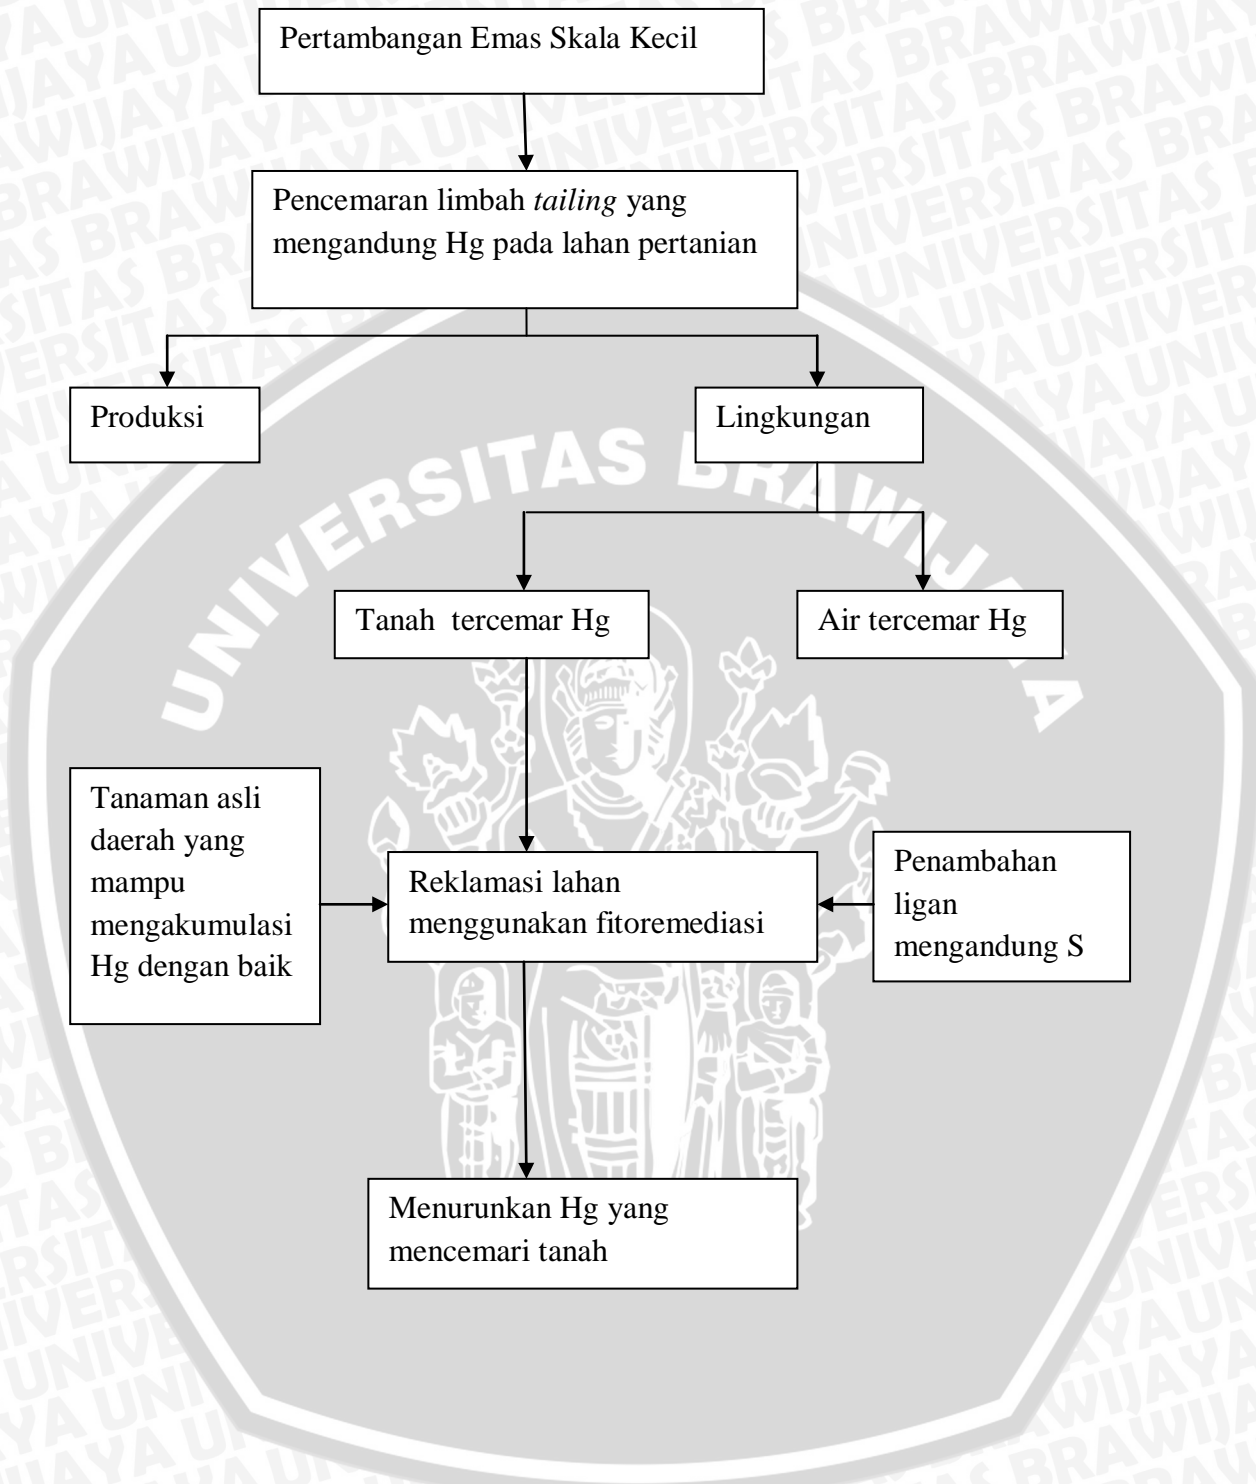 Pertambangan Emas Skala Kecil
Pencemaran limbah tailing yang
mengandung Hg pada lahan pertanian
Produksi
Lingkungan
UNIVERSITAS BRAWIJAYA
Tanah tercemar Hg
Air tercemar Hg
Tanaman asli
daerah yang
mampu
mengakumulasi
Hg dengan baik
Reklamasi lahan
menggunakan fitoremediasi
Penambahan
ligan
mengandung S
Menurunkan Hg yang
mencemari tanah